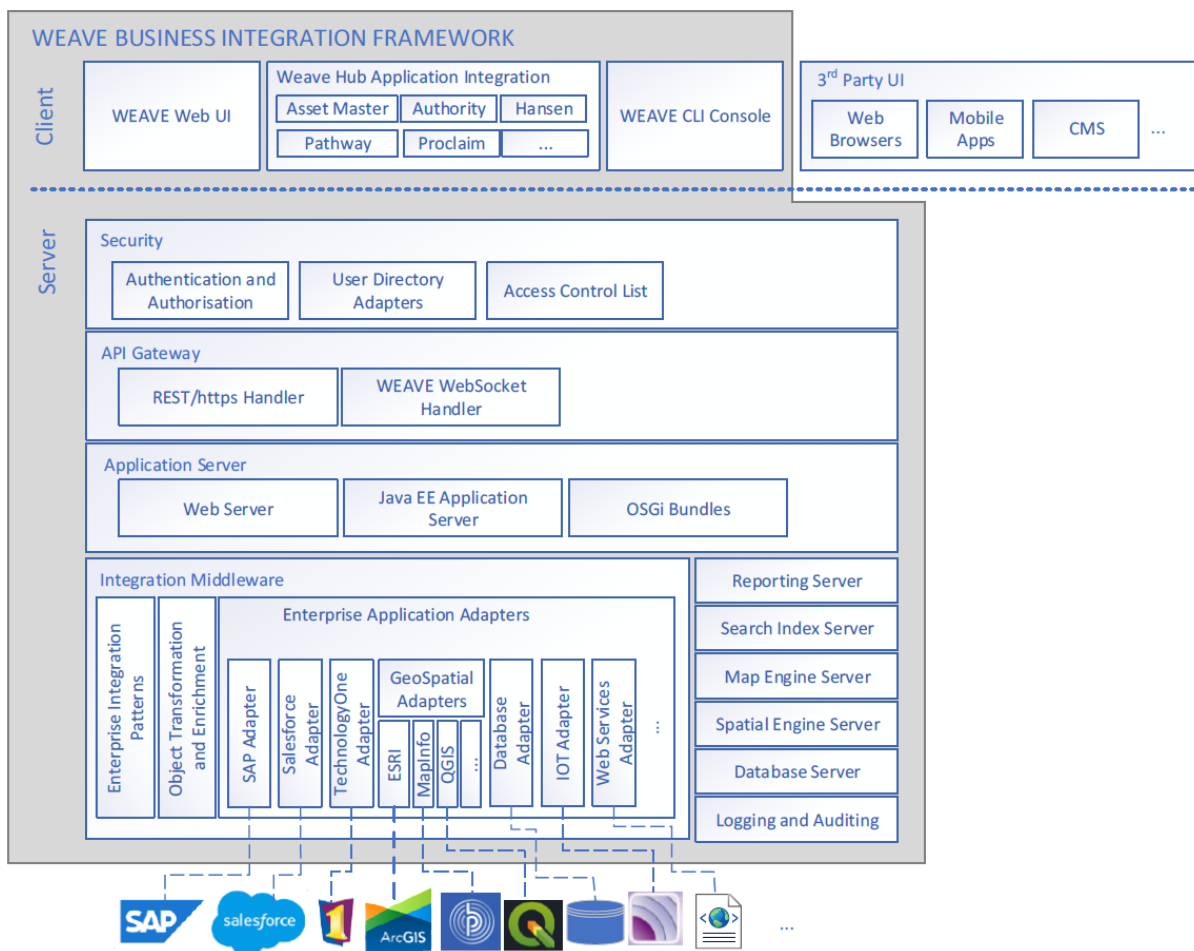 WEAVE BUSINESS INTEGRATION FRAMEWORK
Client
WEAVE Web UI
Weave Hub Application Integration
Asset Master
Authority
Hansen
Pathway
Proclaim
...
WEAVE CLI Console
3rd Party UI
Web
Browsers
Mobile
Apps
CMS
...
Server
Security
Authentication and
Authorisation
User Directory
Adapters
Access Control List
API Gateway
REST/https Handler
WEAVE WebSocket
Handler
Application Server
Web Server
Java EE Application
Server
OSGi Bundles
Integration Middleware
Enterprise Integration
Patterns
Object Transformation
and Enrichment
Enterprise Application Adapters
SAP Adapter
Salesforce
Adapter
TechnologyOne
Adapter
GeoSpatial
Adapters
ESRI
MapInfo
QGIS
...
Database
Adapter
IOT Adapter
Web Services
Adapter
...
Reporting Server
Search Index Server
Map Engine Server
Spatial Engine Server
Database Server
Logging and Auditing
SAP
salesforce
1
ArcGIS
...